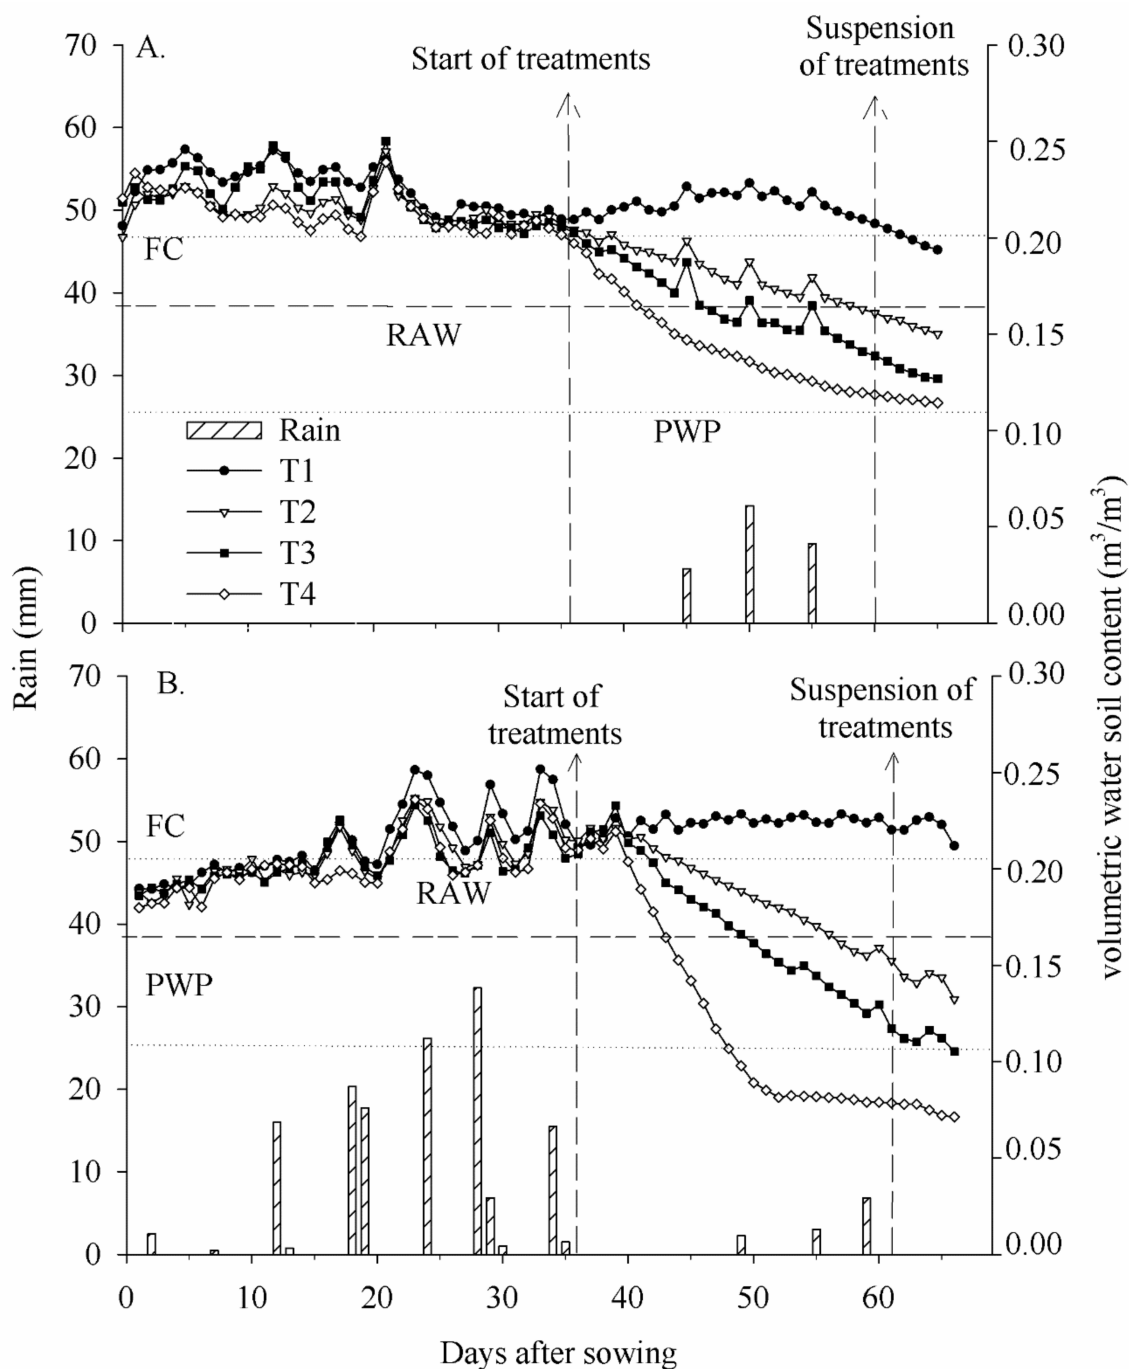 A.
Start of treatments
Suspension
of treatments
70
60
50
40
30
20
10
0
0.30
0.25
0.20
0.15
0.10
0.05
0.00
FC
RAW
PWP
Rain
T1
T2
T3
T4
Rain (mm)
volumetric water soil content (m³/m³)
B.
Start of
treatments
Suspension of
treatments
70
60
50
40
30
20
10
0
0.30
0.25
0.20
0.15
0.10
0.05
0.00
FC
RAW
PWP
0 10 20 30 40 50 60
Days after sowing